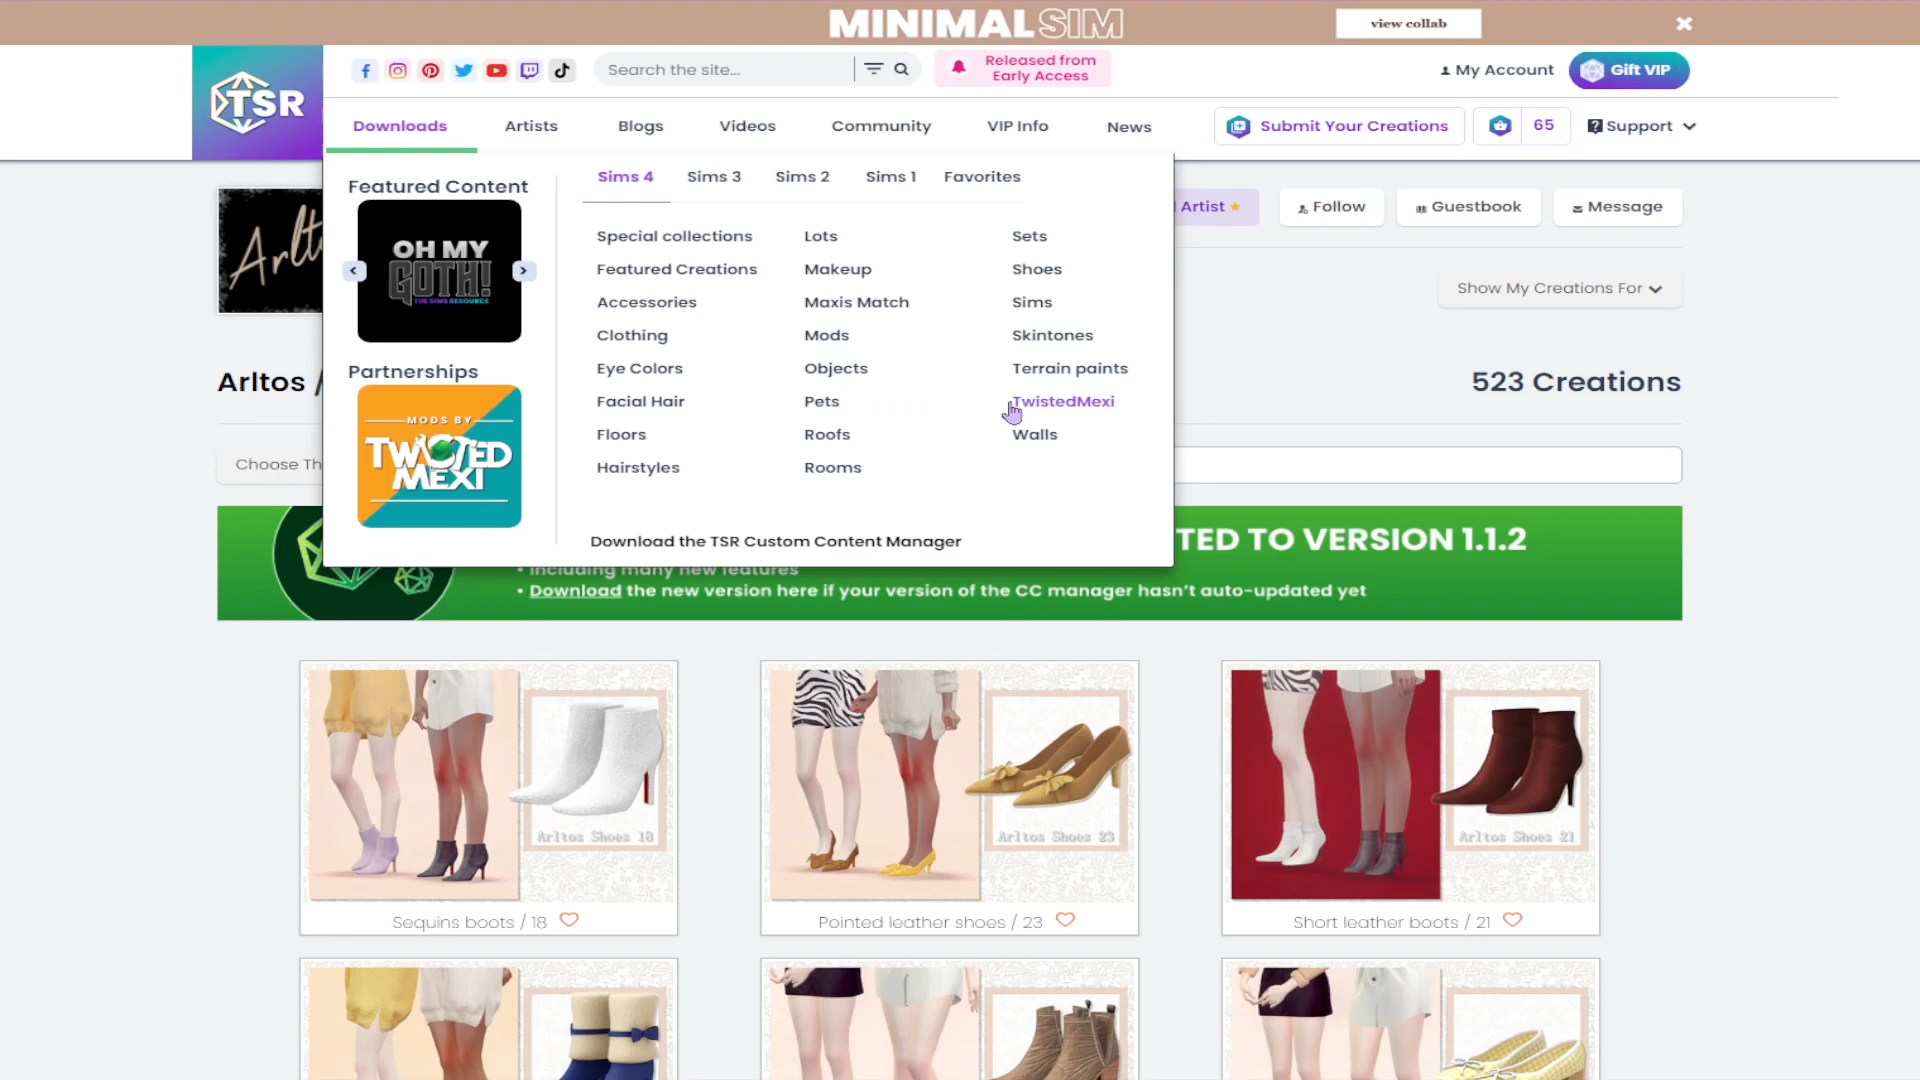 MINIMALSIM
view collab
TSR
Search the site...
Released from
Early Access
My Account
Gift VIP
Downloads
Artists
Blogs
Videos
Community
VIP Info
News
Submit Your Creations
65
Support
Featured Content
OH MY
GOTH!
THE SIMS RESOURCE
Partnerships
MODS BY
TWISTED
MEXI
Sims 4
Sims 3
Sims 2
Sims 1
Favorites
Special collections
Featured Creations
Accessories
Clothing
Eye Colors
Facial Hair
Floors
Hairstyles
Lots
Makeup
Maxis Match
Mods
Objects
Pets
Roofs
Rooms
Sets
Shoes
Sims
Skintones
Terrain paints
TwistedMexi
Walls
Download the TSR Custom Content Manager
Artist
Follow
Guestbook
Message
Show My Creations For
Arltos /
523 Creations
Choose Th
TED TO VERSION 1.1.2
• Including many new features
• Download the new version here if your version of the CC manager hasn't auto-updated yet
Arltos Shoes 18
Sequins boots / 18
Arltos Shoes 23
Pointed leather shoes / 23
Arltos Shoes 21
Short leather boots / 21